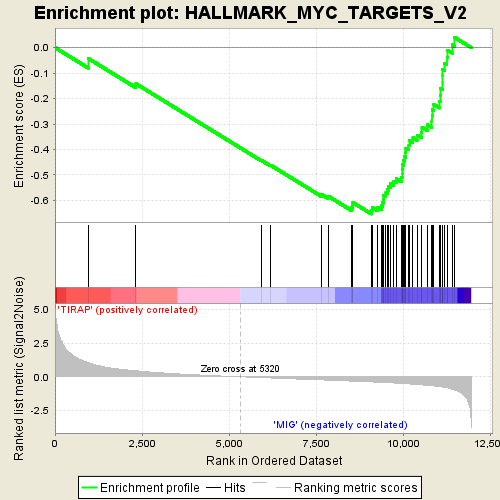 Enrichment plot: HALLMARK_MYC_TARGETS_V2
Enrichment score (ES)
0.0
-0.1
-0.2
-0.3
-0.4
-0.5
-0.6
Ranked list metric (Signal2Noise)
'TIRAP' (positively correlated)
5.0
2.5
0.0
-2.5
Zero cross at 5320
'MIG' (negatively correlated)
0 2,500 5,000 7,500 10,000 12,500
Rank in Ordered Dataset
Enrichment profile Hits Ranking metric scores